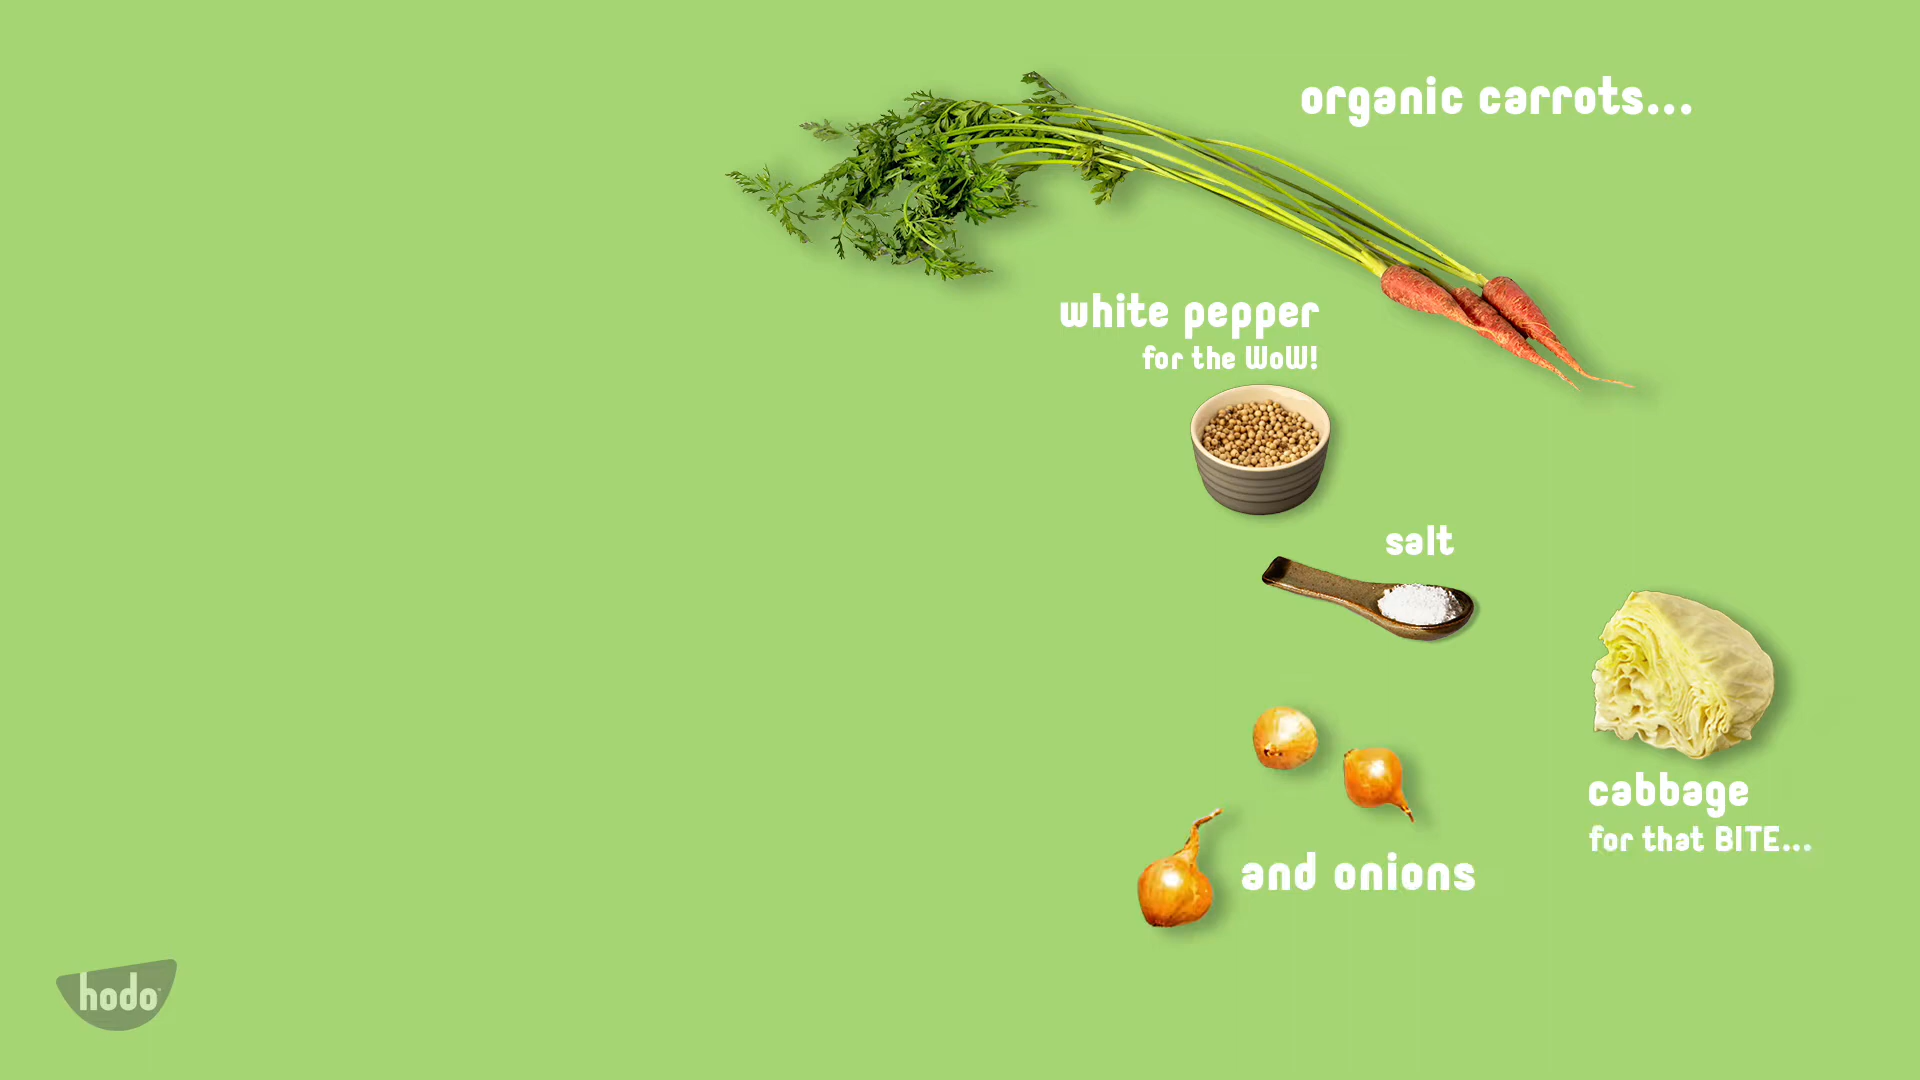 organic carrots...
white pepper
for the WoW!
salt
cabbage
for that BITE...
and onions
hodo